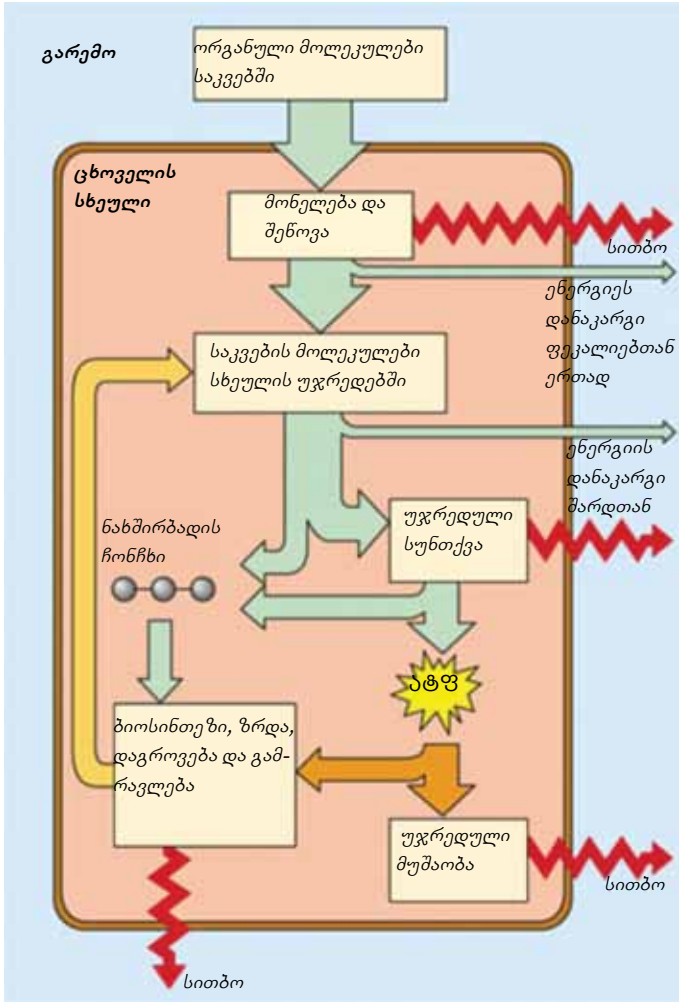 გარემო
ორგანული მოლეკულები
საკვებში
ცხოველის
სხეული
მონელება და
შეწოვა
სითბო
ენერგიეს
დანაკარგი
ფეკალიებთან
ერთად
საკვების მოლეკულები
სხეულის უჯრედებში
ენერგიის
დანაკარგი
შარდთან
ნახშირბადის
ჩონჩხი
უჯრედული
სუნთქვა
ატფ
ბიოსინთეზი, ზრდა,
დაგროვება და გამ-
რავლება
უჯრედული
მუშაობა
სითბო
სითბო